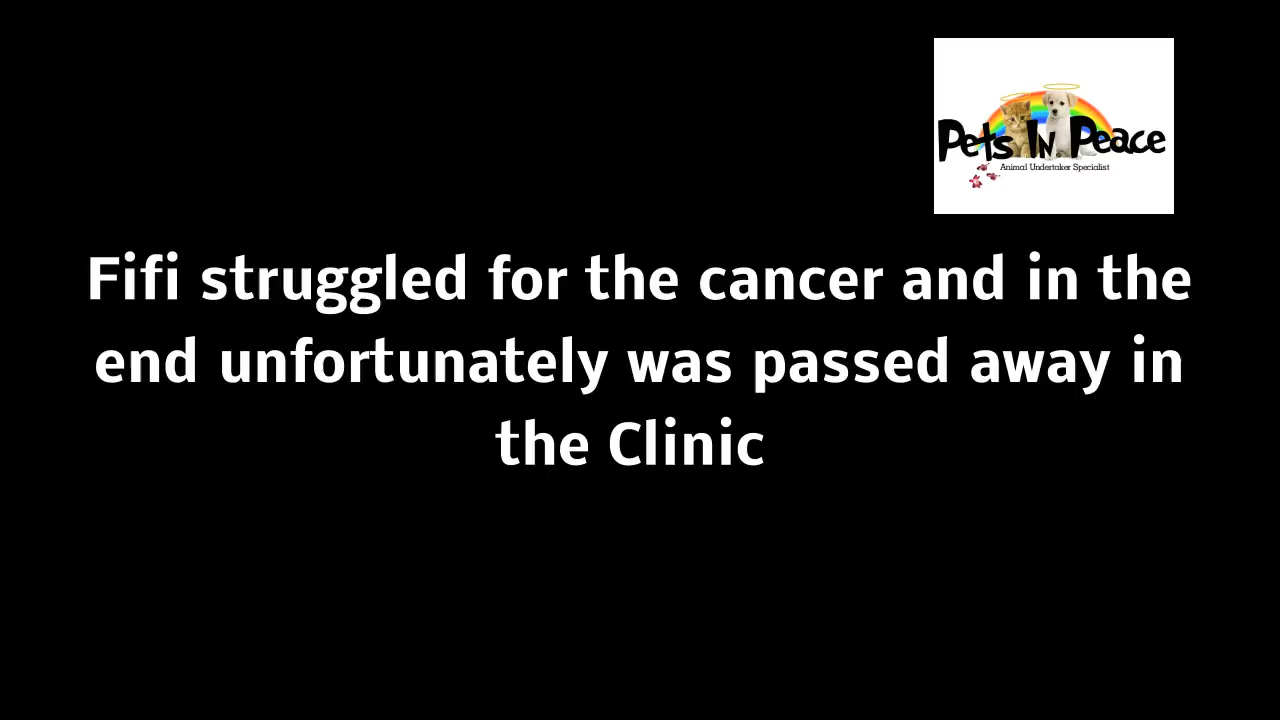 Pets In Peace
Animal Undertaker Specialist
Fifi struggled for the cancer and in the
end unfortunately was passed away in
the Clinic